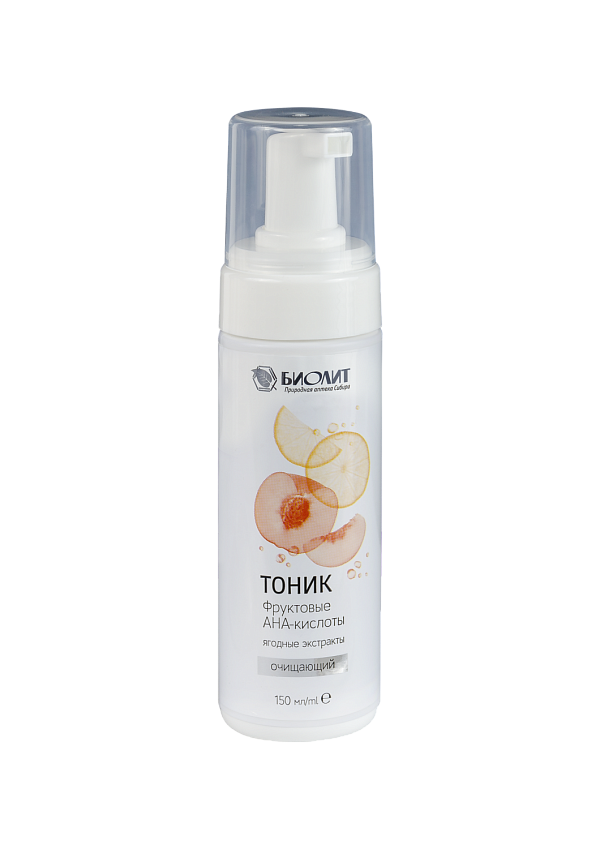 БИОЛИТ
Природная аптека Сибири
ТОНИК
Фруктовые
АНА-кислоты
ягодные экстракты
очищающий
150 мл/ml ℮